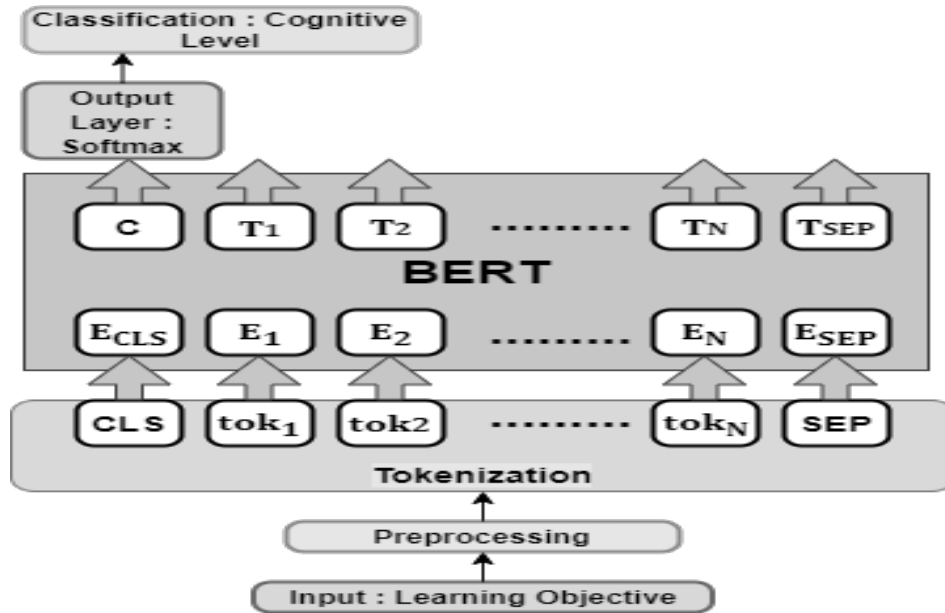 Classification : Cognitive
Level
Output
Layer :
Softmax
C T1 T2 ......... TN TSEP
BERT
ECLS E1 E2 ......... EN ESEP
CLS tok1 tok2 ......... tokN SEP
Tokenization
Preprocessing
Input : Learning Objective